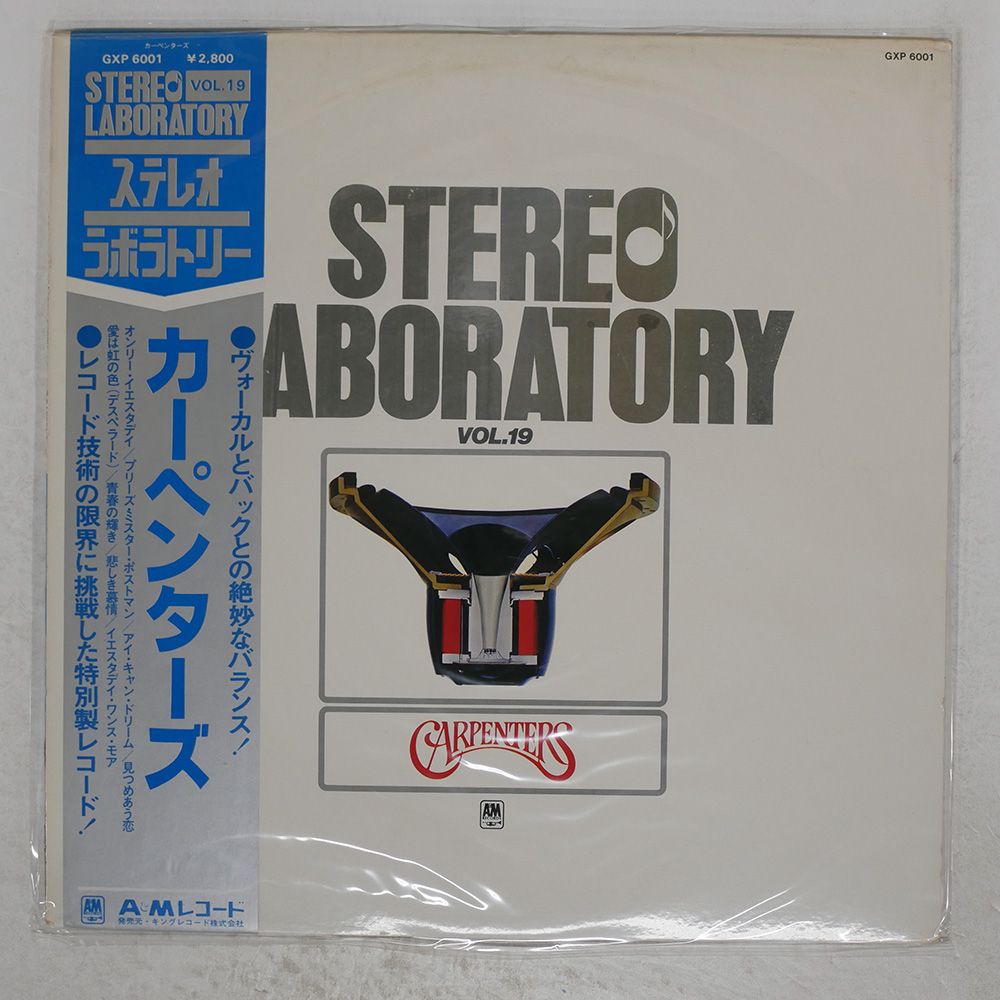 カーペンターズ
GXP 6001 ¥2,800
STEREO VOL.19
LABORATORY
ステレオ
ラボラトリー
●ヴォーカルとバックとの絶妙なバランス!
カーペンターズ
オンリー・イエスタデイ/プリーズ・ミスター・ポストマン/アイ・キャン・ドリーム/見つめあう恋
愛は虹の色(デスペラード)/青春の輝き/悲しき慕情/イエスタデイ・ワンス・モア
●レコード技術の限界に挑戦した特別製レコード!
A&M
RECORDS
A&Mレコード
発売元・キングレコード株式会社
GXP 6001
STEREO
ABORATORY
VOL.19
CARPENTERS
A&M
RECORDS